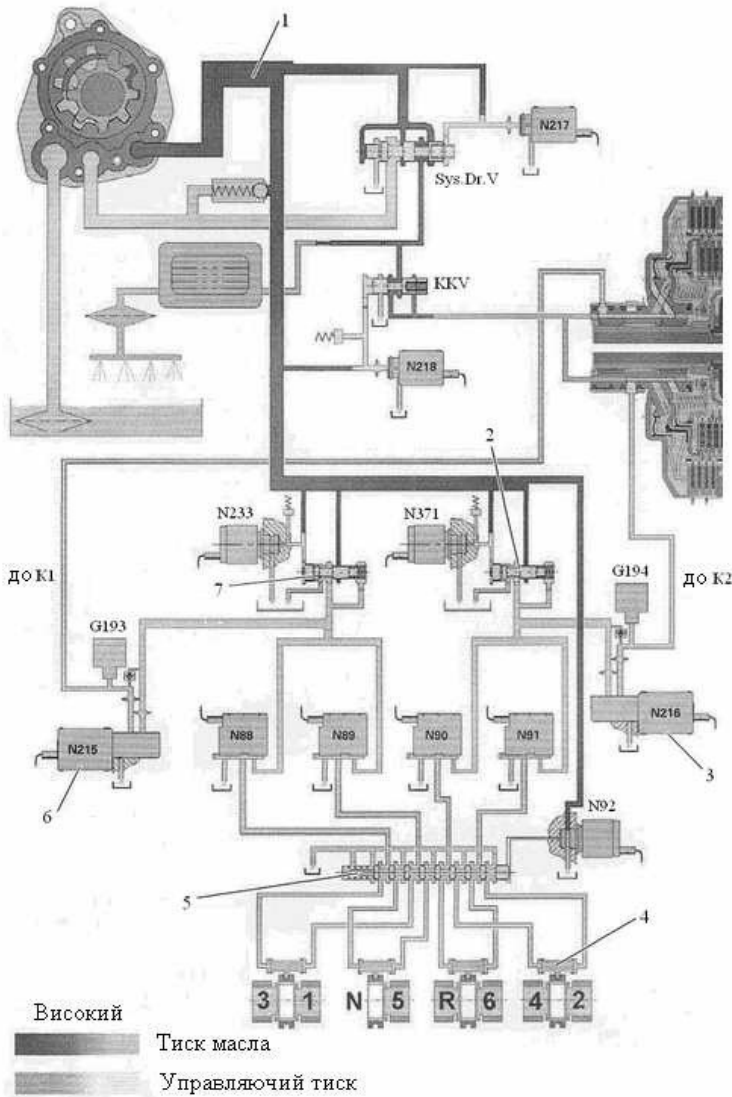 1
N217
Sys.Dr.V
KKV
N218
2
N233
N371
7
до К1
G194
до К2
G193
N88
N89
N90
N91
N216
N215
3
6
N92
5
4
3 1 N 5 R 6 4 2
Високий
Тиск масла
Управляючий тиск